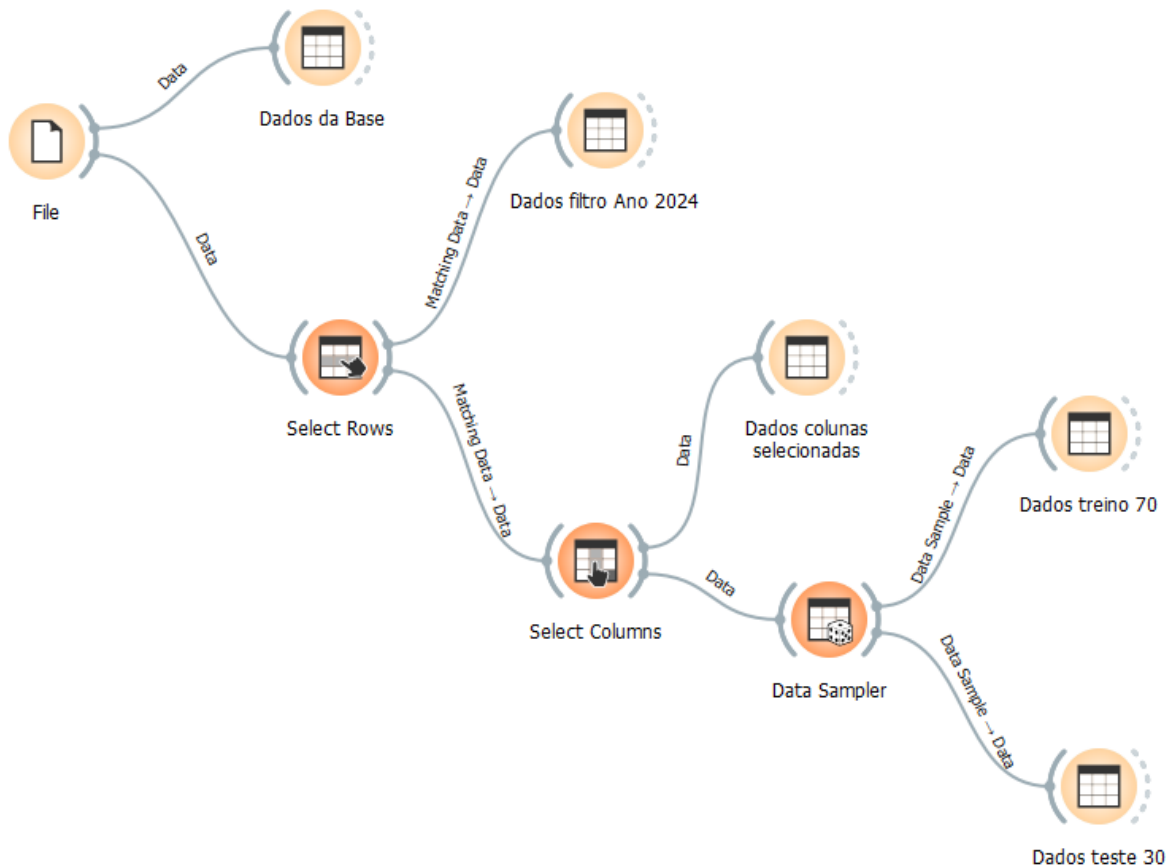 Data
Dados da Base
File
Data
Matching Data → Data
Dados filtro Ano 2024
Select Rows
Matching Data → Data
Data
Dados colunas
selecionadas
Select Columns
Data
Data Sampler
Data Sample → Data
Dados treino 70
Data Sample → Data
Dados teste 30